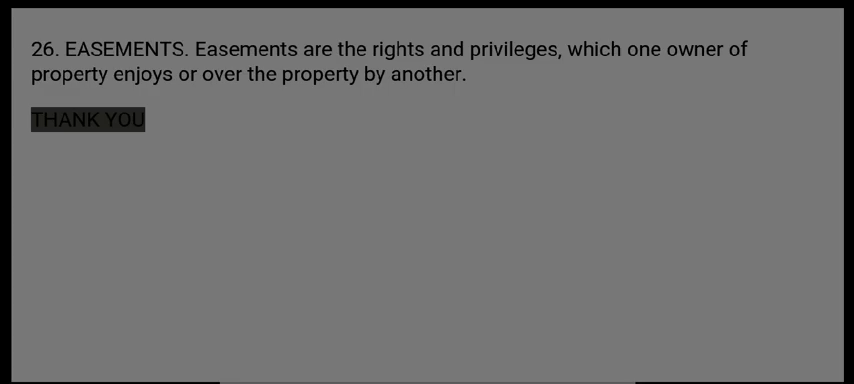 26. EASEMENTS. Easements are the rights and privileges, which one owner of
property enjoys or over the property by another.
THANK YOU